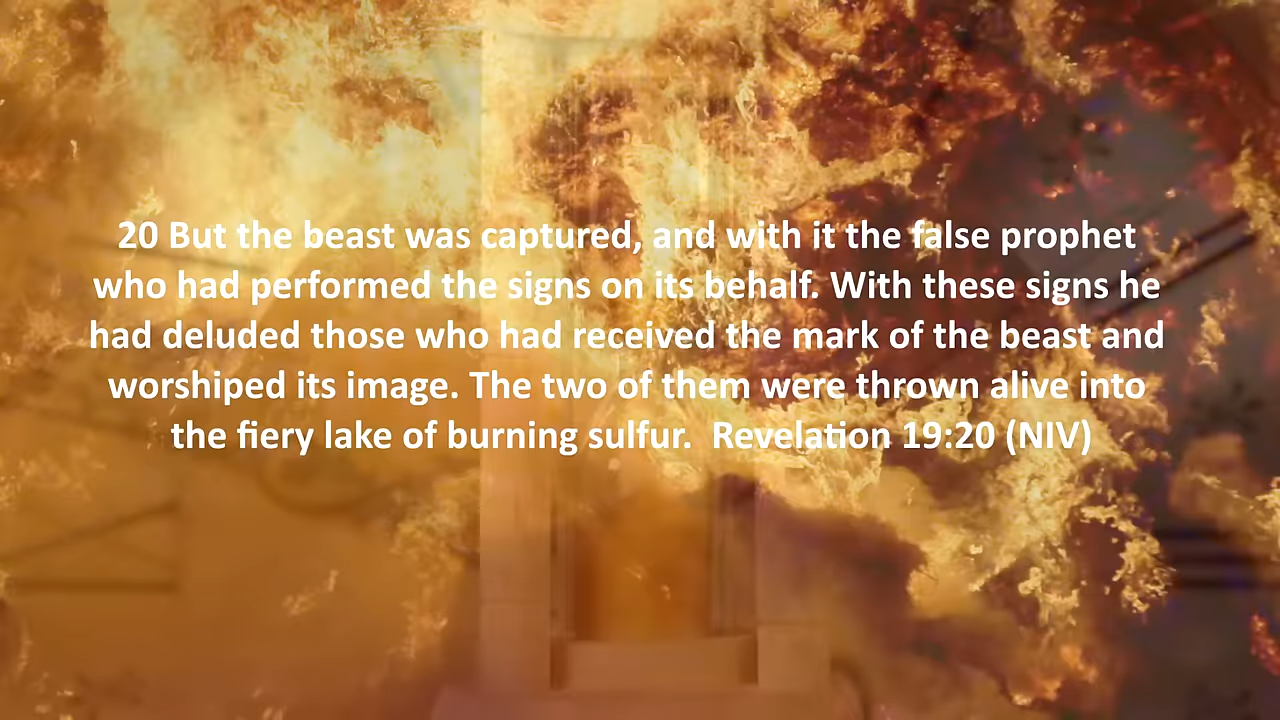 20 But the beast was captured, and with it the false prophet
who had performed the signs on its behalf. With these signs he
had deluded those who had received the mark of the beast and
worshiped its image. The two of them were thrown alive into
the fiery lake of burning sulfur.  Revelation 19:20 (NIV)